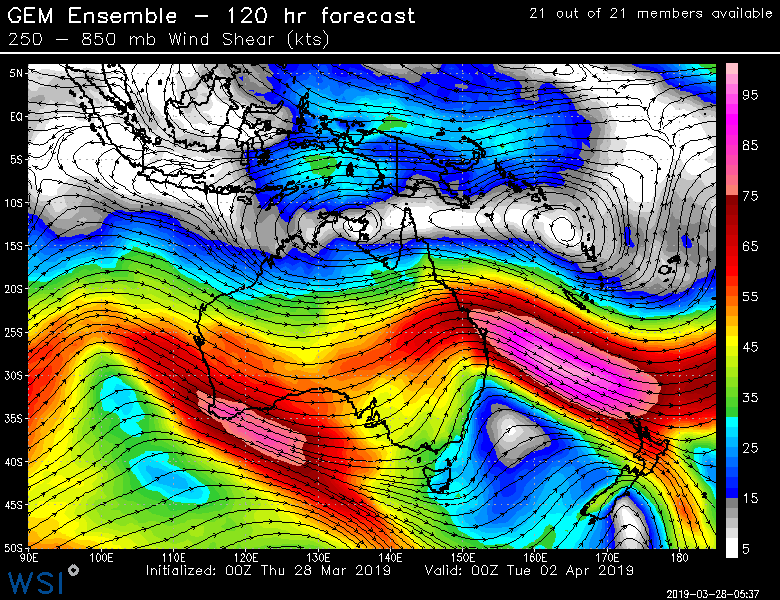 GEM Ensemble – 120 hr forecast
21 out of 21 members available
250 – 850 mb Wind Shear (kts)
5N
EQ
5S
10S
15S
20S
25S
30S
35S
40S
45S
50S
95
85
75
65
55
45
35
25
15
5
90E 100E 110E 120E 130E 140E 150E 160E 170E 180
Initialized: 00Z Thu 28 Mar 2019 Valid: 00Z Tue 02 Apr 2019
WSI
2019-03-28-05:37